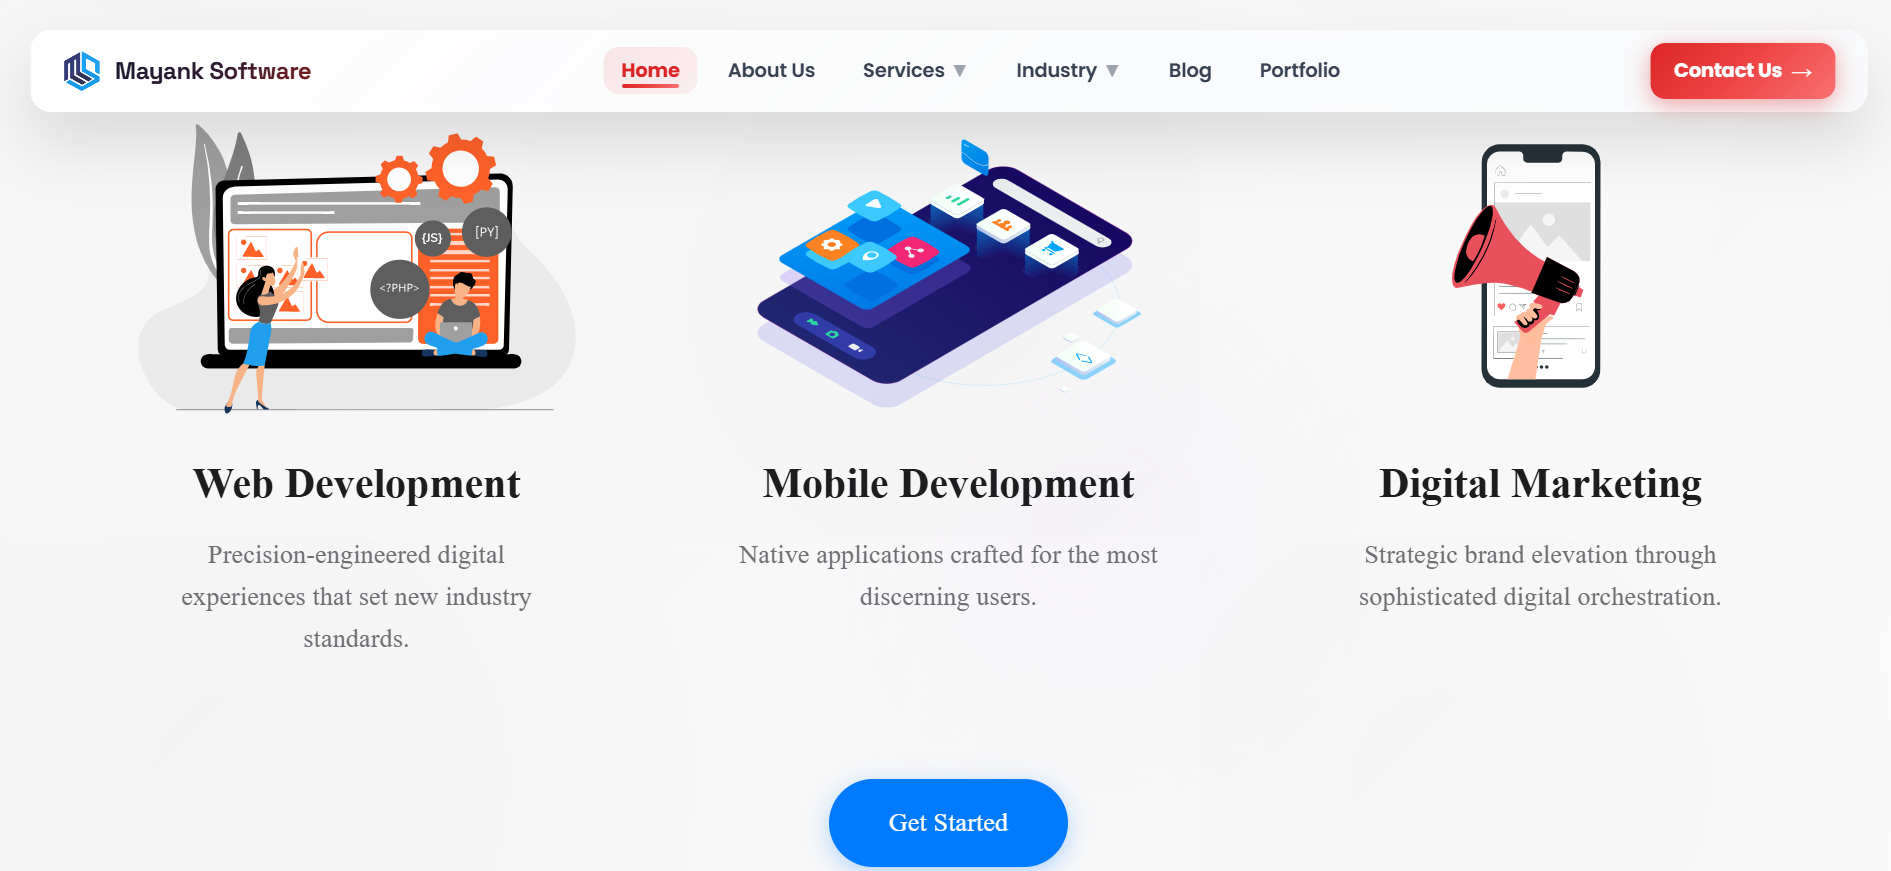 Mayank Software
Home
About Us
Services ▼
Industry ▼
Blog
Portfolio
Contact Us →
{JS}
[PY]
<?PHP>
Web Development
Mobile Development
Digital Marketing
Precision-engineered digital
experiences that set new industry
standards.
Native applications crafted for the most
discerning users.
Strategic brand elevation through
sophisticated digital orchestration.
Get Started